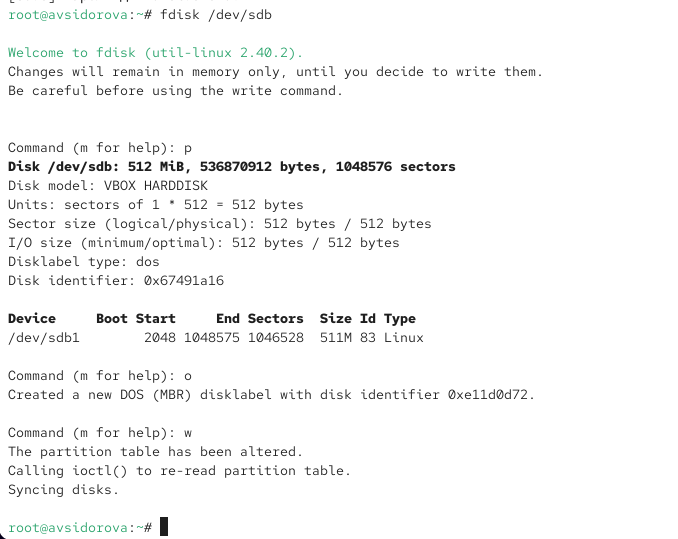 root@avsidorova:~# fdisk /dev/sdb
Welcome to fdisk (util-linux 2.40.2).
Changes will remain in memory only, until you decide to write them.
Be careful before using the write command.
Command (m for help): p
Disk /dev/sdb: 512 MiB, 536870912 bytes, 1048576 sectors
Disk model: VBOX HARDDISK
Units: sectors of 1 * 512 = 512 bytes
Sector size (logical/physical): 512 bytes / 512 bytes
I/O size (minimum/optimal): 512 bytes / 512 bytes
Disklabel type: dos
Disk identifier: 0x67491a16
Device     Boot Start     End Sectors  Size Id Type
/dev/sdb1        2048 1048575 1046528  511M 83 Linux
Command (m for help): o
Created a new DOS (MBR) disklabel with disk identifier 0xe11d0d72.
Command (m for help): w
The partition table has been altered.
Calling ioctl() to re-read partition table.
Syncing disks.
root@avsidorova:~#